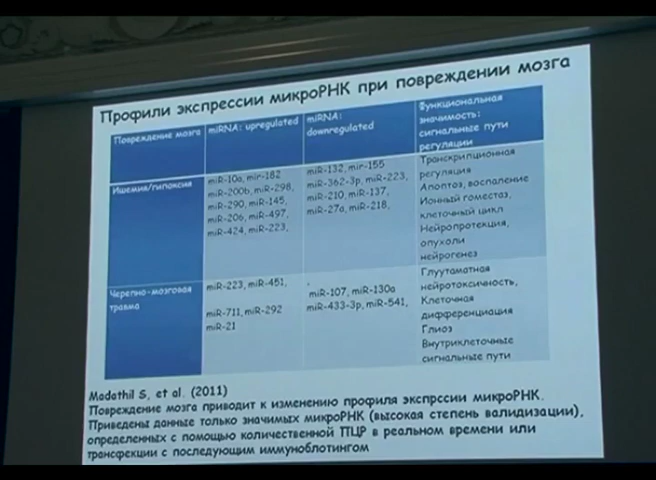 Профили экспрессии микроРНК при повреждении мозга
Повреждение мозга
miRNA: upregulated
miRNA:
downregulated
Функциональная
значимость:
сигнальные пути
регуляции
Ишемия/гипоксия
miR-10a, mir-182
miR-200b, miR-298,
miR-290, miR-145,
miR-20b, miR-497,
miR-424, miR-223,
miR-132, mir-155
miR-362-3p, miR-223,
miR-210, miR-137,
miR-27a, miR-218,
Транскрипционная
регуляция
Апоптоз, воспаление
Ионный гомеотаз,
клеточный цикл
Нейропротекция,
опухоли
нейрогенез
Черепно-мозговая
травма
miR-223, miR-451,
miR-711, miR-292
miR-21
miR-107, miR-130a
miR-433-3p, miR-541,
Глуутаматная
нейротоксичность,
Клеточная
дифференциация
Глиоз
Внутриклеточные
сигнальные пути
Madathil S, et al. (2011)
Повреждение мозга приводит к изменению профиля экспрссии микроРНК.
Приведены данные только значимых микроРНК (высокая степень валидизации),
определенных с помощью количественной ПЦР в реальном времени или
трансфекции с последующим иммуноблотингом